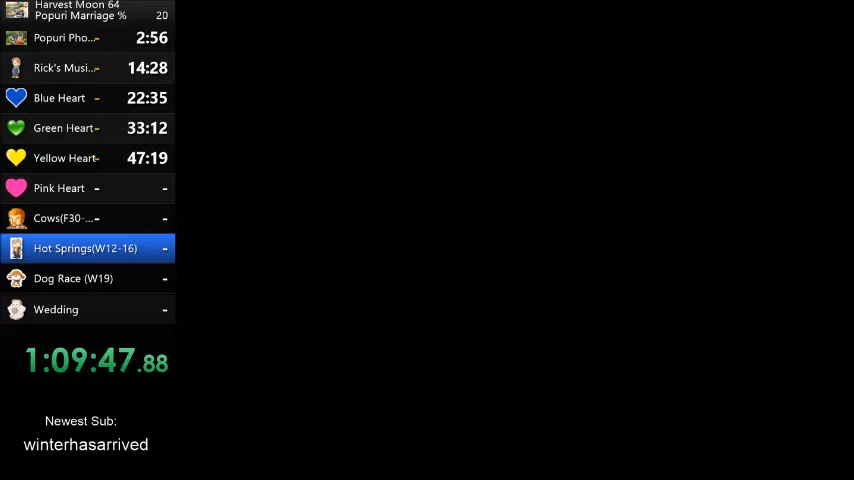 Harvest Moon 64
Popuri Marriage % 20
Popuri Pho...- 2:56
Rick's Musi...- 14:28
Blue Heart - 22:35
Green Heart- 33:12
Yellow Heart- 47:19
Pink Heart - -
Cows(F30-...- -
Hot Springs(W12-16) -
Dog Race (W19) -
Wedding -
1:09:47.88
Newest Sub:
winterhasarrived